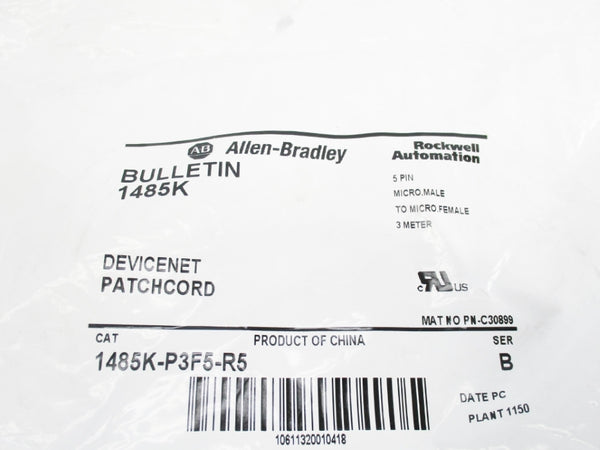 AB Allen-Bradley
Rockwell
Automation
BULLETIN
1485K
5 PIN
MICRO,MALE
TO MICRO,FEMALE
3 METER
DEVICENET
PATCHCORD
c UL US
MAT NO PN-C30899
CAT PRODUCT OF CHINA SER
1485K-P3F5-R5 B
DATE PC
PLANT 1150
10611320010418